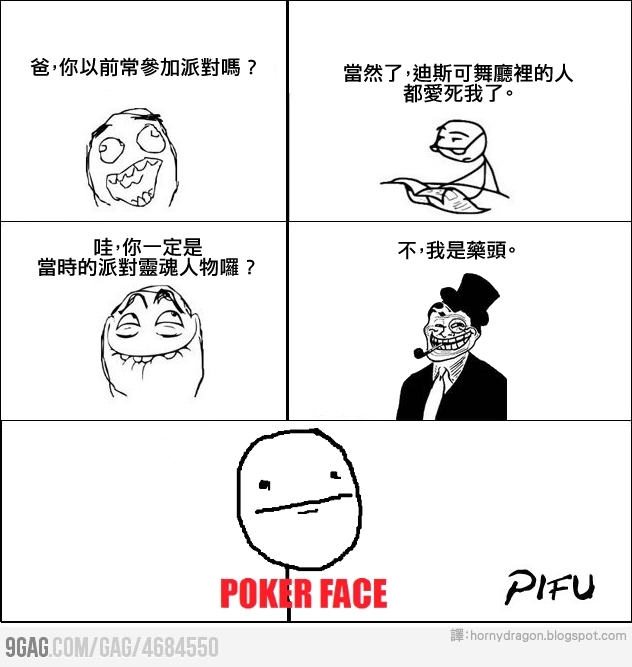 爸,你以前常參加派對嗎?
當然了,迪斯可舞廳裡的人
都愛死我了。
哇,你一定是
當時的派對靈魂人物囉?
不,我是藥頭。
POKER FACE
PIFU
9GAG.COM/GAG/4684550
譯:hornydragon.blogspot.com